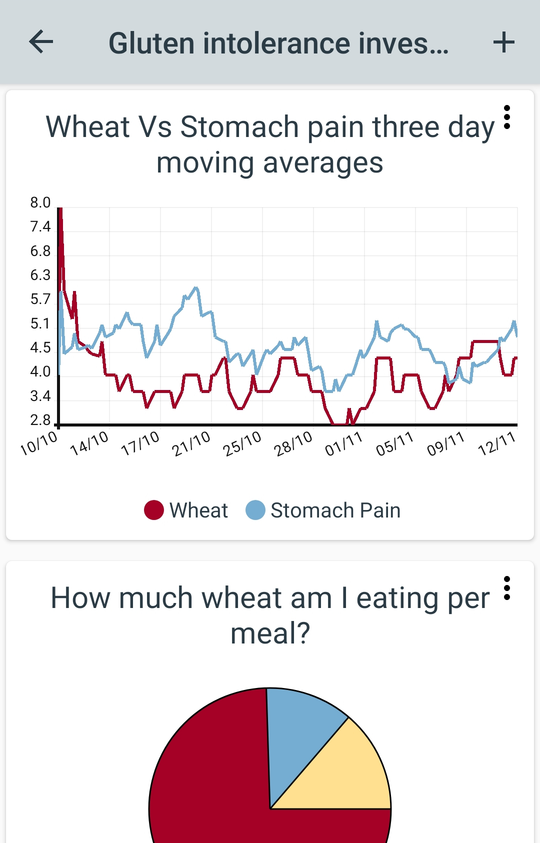 Gluten intolerance inves...
Wheat Vs Stomach pain three day
moving averages
8.0
7.4
6.8
6.3
5.7
5.1
4.5
4.0
3.4
2.8
10/10 14/10 17/10 21/10 25/10 28/10 01/11 05/11 09/11 12/11
Wheat Stomach Pain
How much wheat am I eating per
meal?